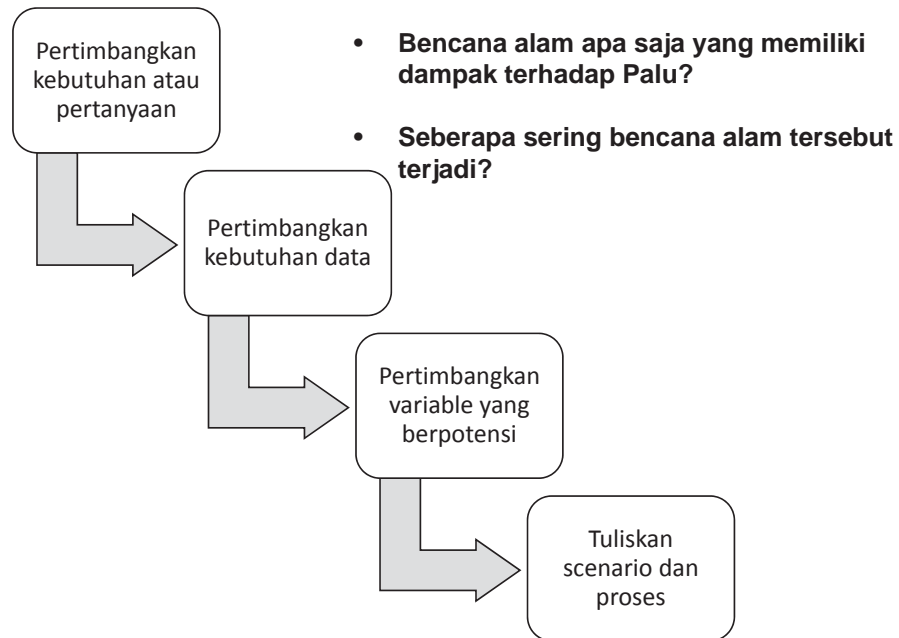 Pertimbangkan
kebutuhan atau
pertanyaan
• Bencana alam apa saja yang memiliki
dampak terhadap Palu?
• Seberapa sering bencana alam tersebut
terjadi?
Pertimbangkan
kebutuhan data
Pertimbangkan
variable yang
berpotensi
Tuliskan
scenario dan
proses